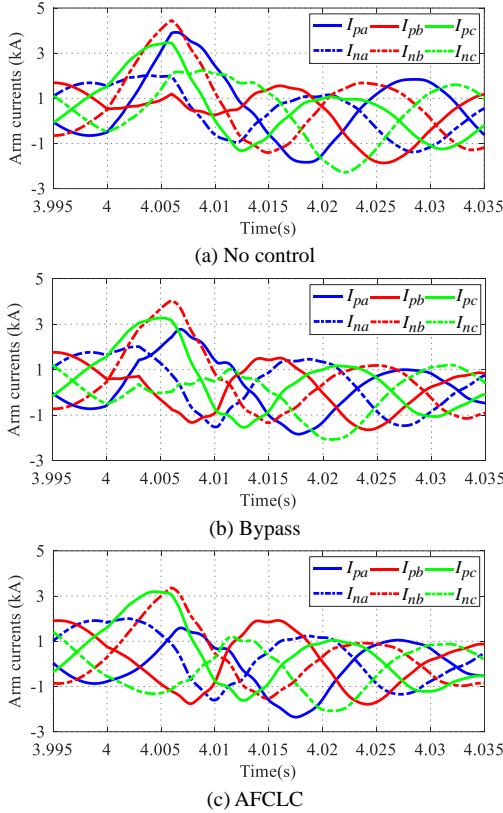 5
3
1
-1
-3
Arm currents (kA)
I_pa I_pb I_pc
I_na I_nb I_nc
3.995 4 4.005 4.01 4.015 4.02 4.025 4.03 4.035
Time(s)
(a) No control
5
3
1
-1
-3
Arm currents (kA)
I_pa I_pb I_pc
I_na I_nb I_nc
3.995 4 4.005 4.01 4.015 4.02 4.025 4.03 4.035
Time(s)
(b) Bypass
5
3
1
-1
-3
Arm currents (kA)
I_pa I_pb I_pc
I_na I_nb I_nc
3.995 4 4.005 4.01 4.015 4.02 4.025 4.03 4.035
Time(s)
(c) AFCLC